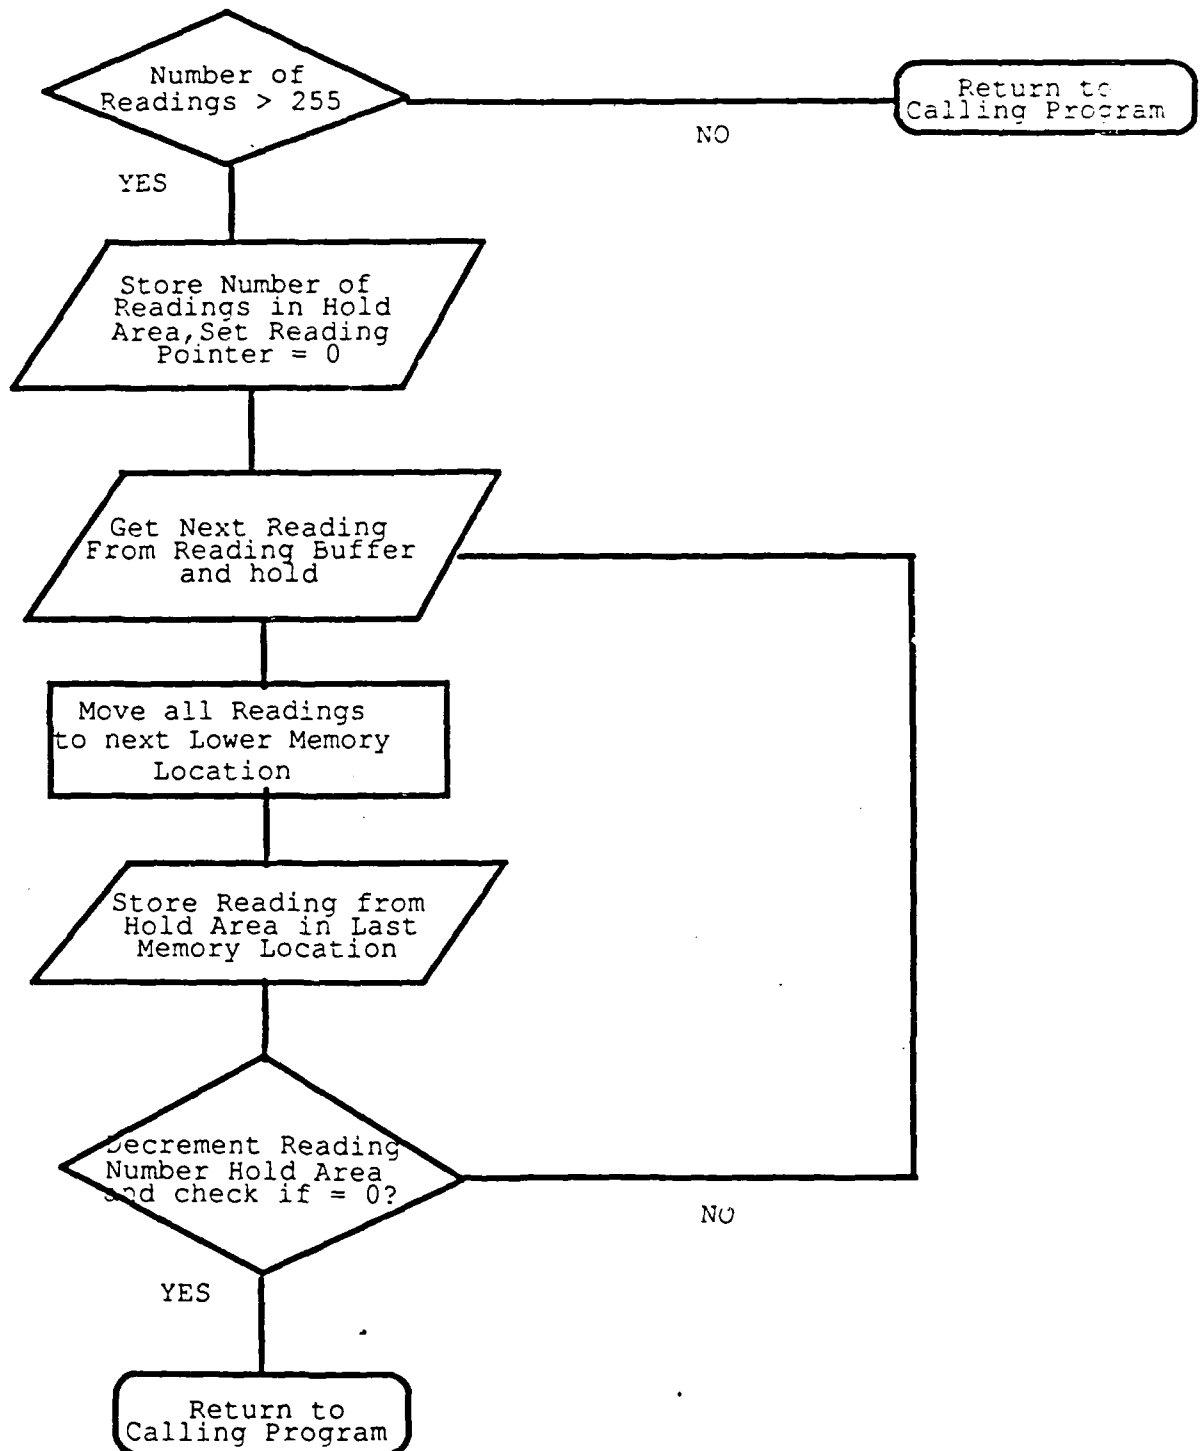 Number of
Readings > 255
Return to
Calling Program
NO
YES
Store Number of
Readings in Hold
Area,Set Reading
Pointer = 0
Get Next Reading
From Reading Buffer
and hold
Move all Readings
to next Lower Memory
Location
Store Reading from
Hold Area in Last
Memory Location
Decrement Reading
Number Hold Area
and check if = 0?
NO
YES
Return to
Calling Program